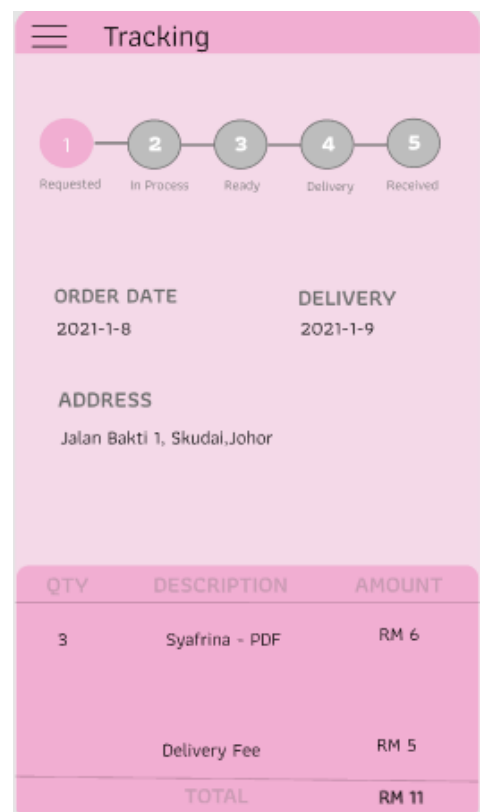 Tracking
1 2 3 4 5
Requested In Process Ready Delivery Received
ORDER DATE DELIVERY
2021-1-8 2021-1-9
ADDRESS
Jalan Bakti 1, Skudai,Johor
QTY DESCRIPTION AMOUNT
3 Syafrina - PDF RM 6
Delivery Fee RM 5
TOTAL RM 11